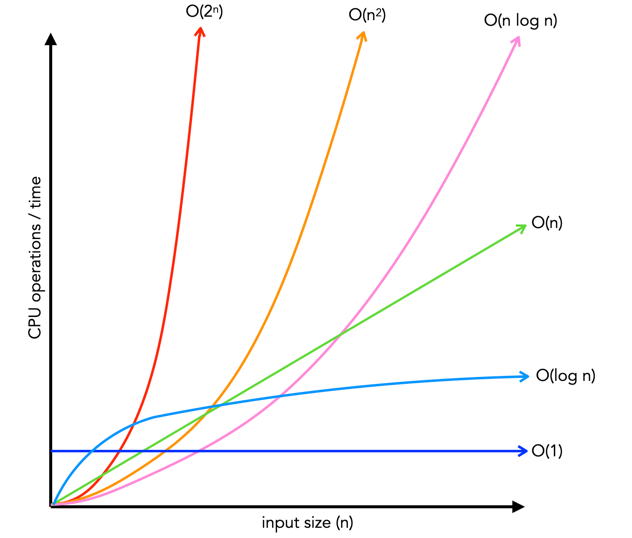 O(2ⁿ)
O(n²)
O(n log n)
CPU operations / time
O(n)
O(log n)
O(1)
input size (n)